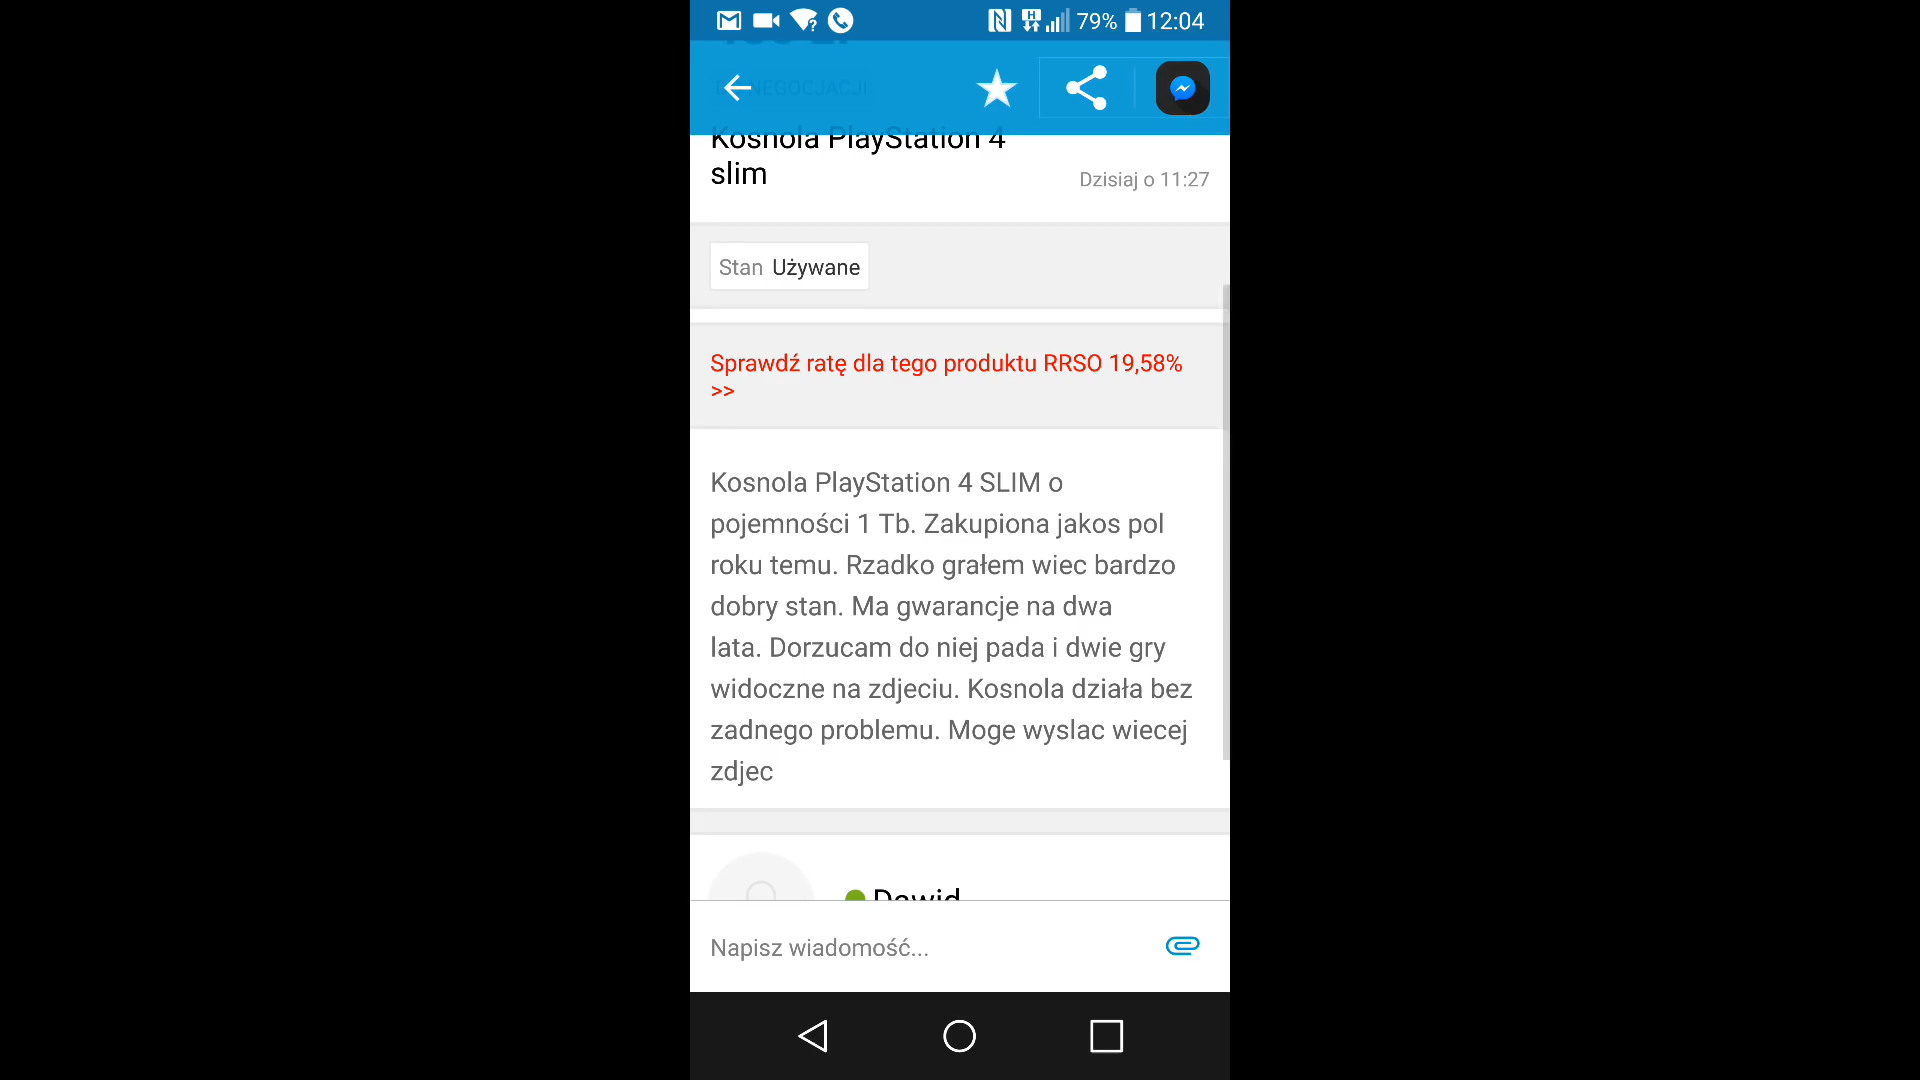 79% 12:04
NEGOCJACJI
Kosnola PlayStation 4
slim
Dzisiaj o 11:27
Stan Używane
Sprawdź ratę dla tego produktu RRSO 19,58%
>>
Kosnola PlayStation 4 SLIM o
pojemności 1 Tb. Zakupiona jakos pol
roku temu. Rzadko grałem wiec bardzo
dobry stan. Ma gwarancje na dwa
lata. Dorzucam do niej pada i dwie gry
widoczne na zdjeciu. Kosnola działa bez
zadnego problemu. Moge wyslac wiecej
zdjec
Dawid
Napisz wiadomość...